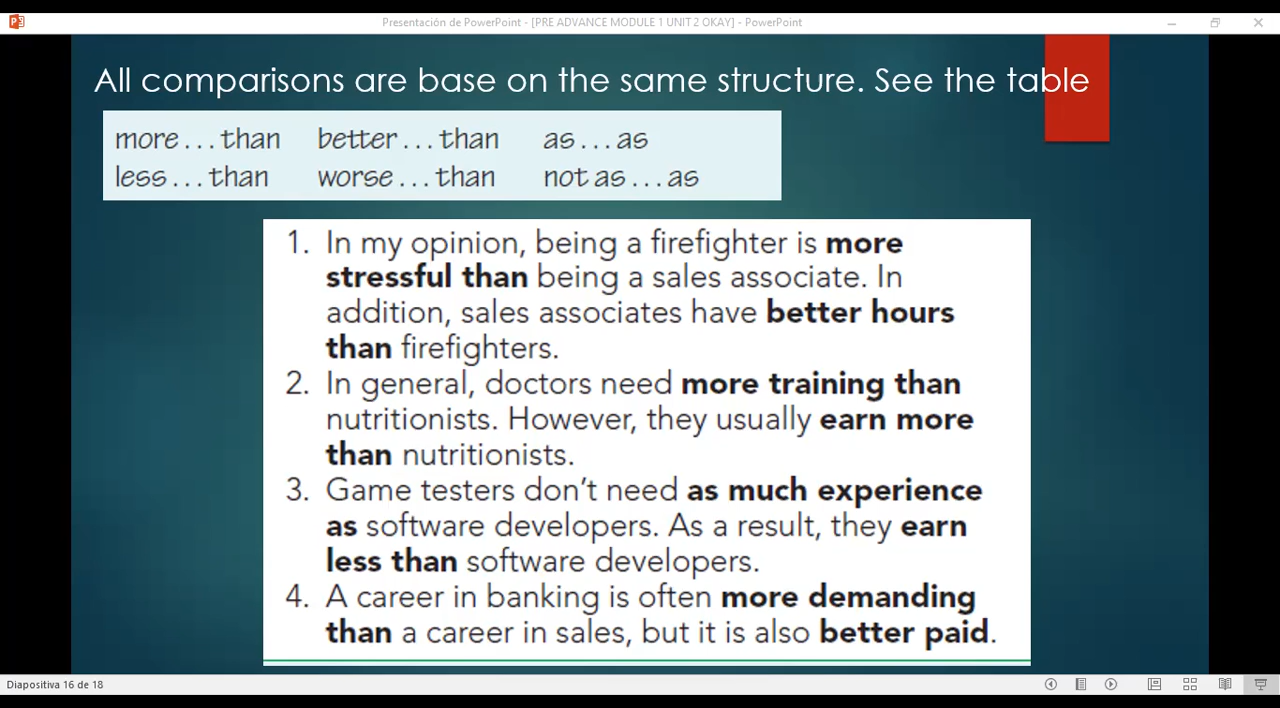 Presentación de PowerPoint - [PRE ADVANCE MODULE 1 UNIT 2 OKAY] - PowerPoint
All comparisons are base on the same structure. See the table
more...than better...than as...as
less...than worse...than not as...as
1. In my opinion, being a firefighter is more
stressful than being a sales associate. In
addition, sales associates have better hours
than firefighters.
2. In general, doctors need more training than
nutritionists. However, they usually earn more
than nutritionists.
3. Game testers don't need as much experience
as software developers. As a result, they earn
less than software developers.
4. A career in banking is often more demanding
than a career in sales, but it is also better paid.
Diapositiva 16 de 18